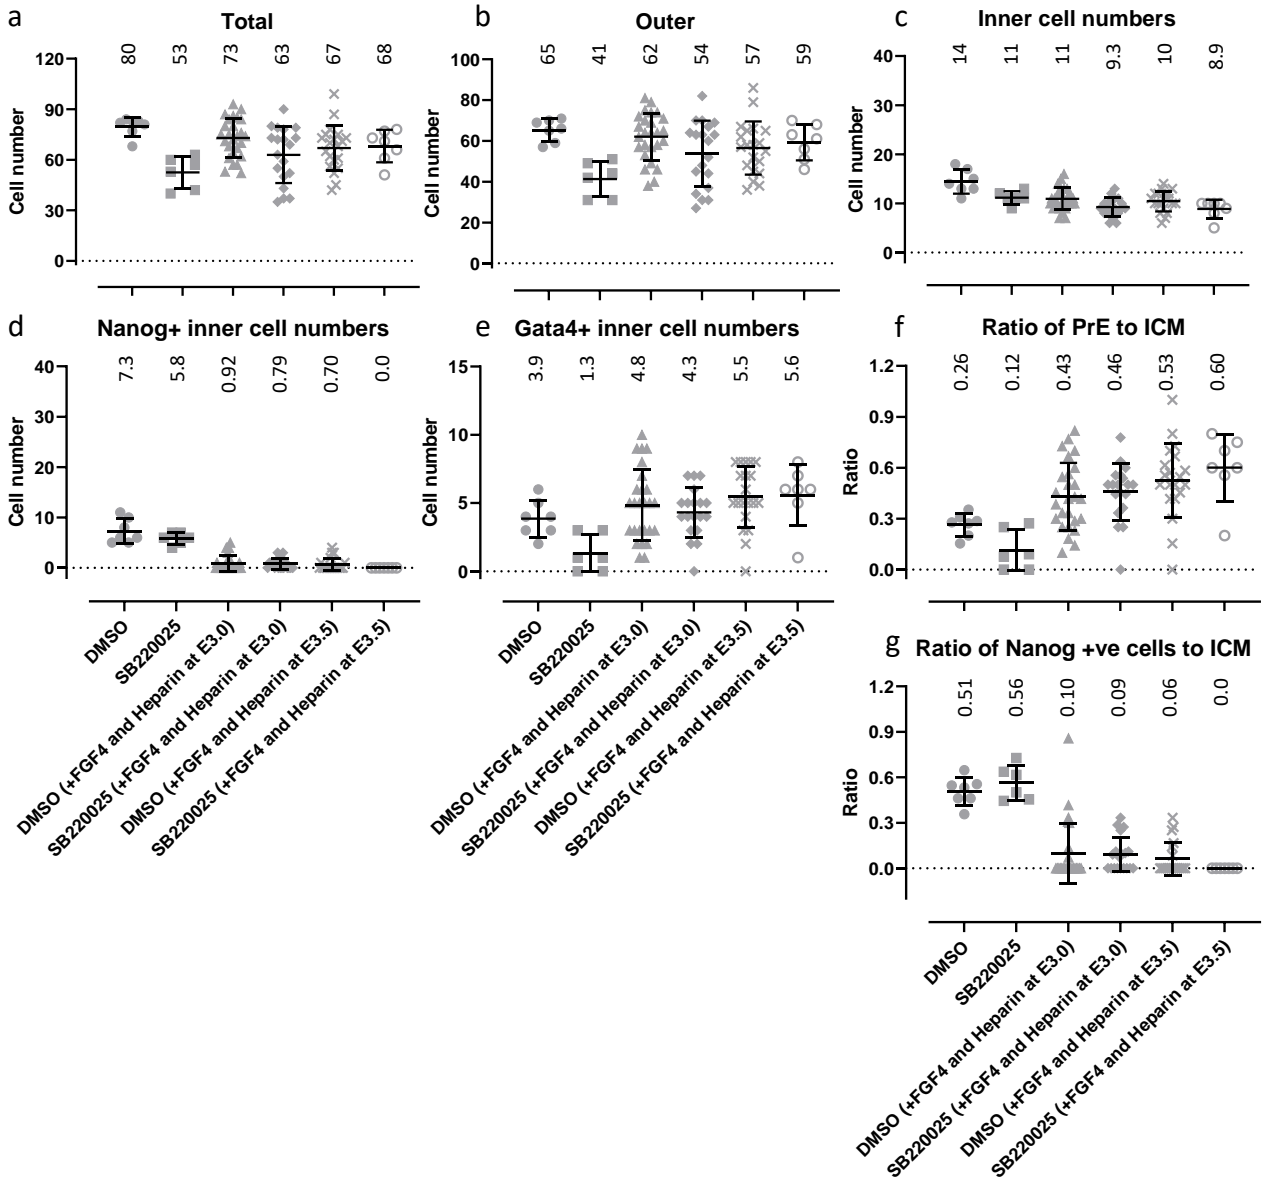 a
Total
80 53 73 63 67 68
Cell number
120
90
60
30
0
b
Outer
65 41 62 54 57 59
Cell number
100
80
60
40
20
0
c
Inner cell numbers
14 11 11 9.3 10 8.9
Cell number
40
30
20
10
0
d
Nanog+ inner cell numbers
7.3 5.8 0.92 0.79 0.70 0.0
Cell number
40
30
20
10
0
DMSO
SB220025
DMSO (+FGF4 and Heparin at E3.0)
SB220025 (+FGF4 and Heparin at E3.0)
DMSO (+FGF4 and Heparin at E3.5)
SB220025 (+FGF4 and Heparin at E3.5)
e
Gata4+ inner cell numbers
3.9 1.3 4.8 4.3 5.5 5.6
Cell number
15
10
5
0
DMSO
SB220025
DMSO (+FGF4 and Heparin at E3.0)
SB220025 (+FGF4 and Heparin at E3.0)
DMSO (+FGF4 and Heparin at E3.5)
SB220025 (+FGF4 and Heparin at E3.5)
f
Ratio of PrE to ICM
0.26 0.12 0.43 0.46 0.53 0.60
Ratio
1.2
0.9
0.6
0.3
0.0
g
Ratio of Nanog +ve cells to ICM
0.51 0.56 0.10 0.09 0.06 0.0
Ratio
1.2
0.9
0.6
0.3
0.0
DMSO
SB220025
DMSO (+FGF4 and Heparin at E3.0)
SB220025 (+FGF4 and Heparin at E3.0)
DMSO (+FGF4 and Heparin at E3.5)
SB220025 (+FGF4 and Heparin at E3.5)